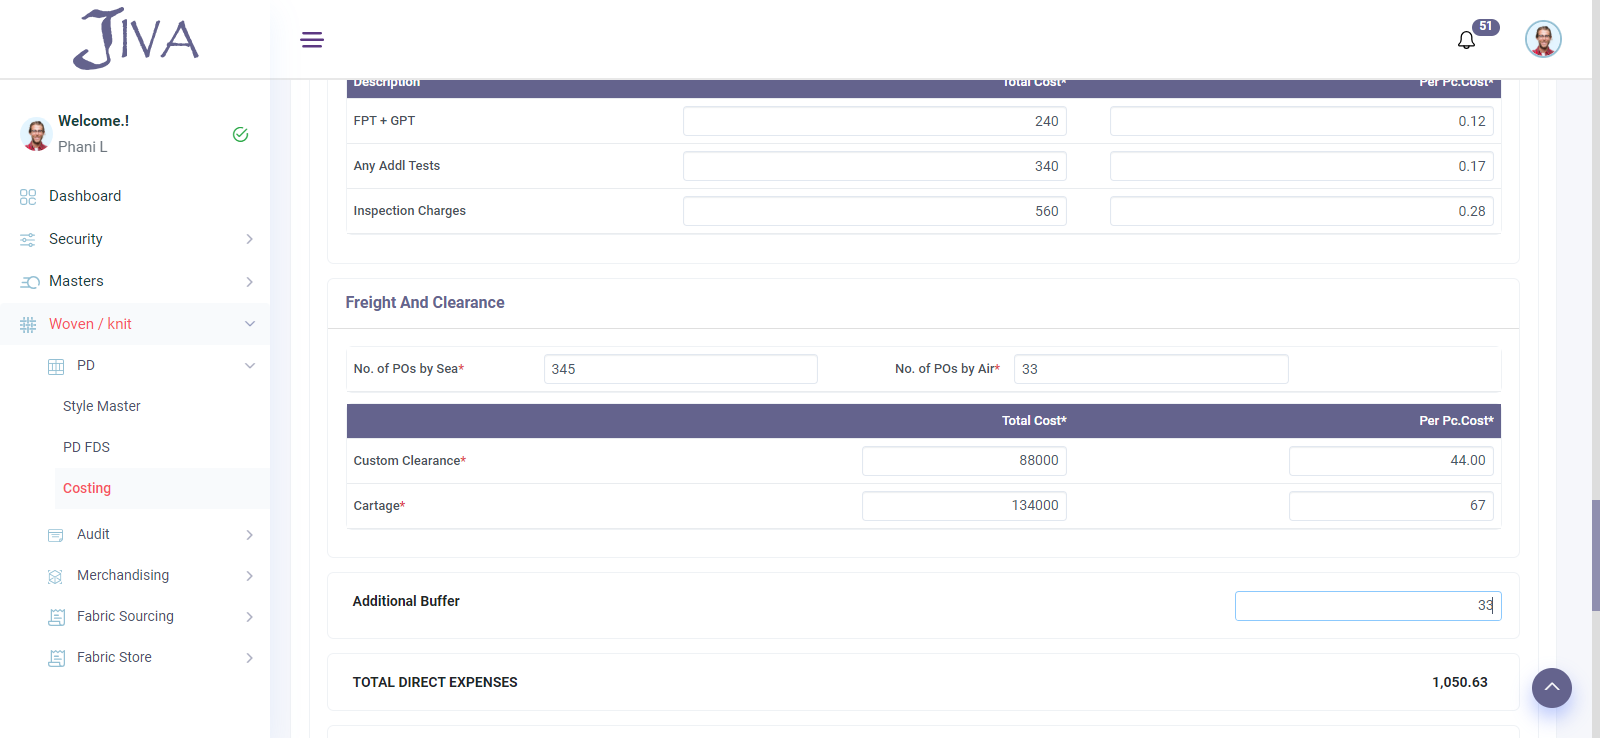 JIVA
51
Welcome.!
Phani L
Dashboard
Security
Masters
Woven / knit
PD
Style Master
PD FDS
Costing
Audit
Merchandising
Fabric Sourcing
Fabric Store
Description Total Cost* Per Pc.Cost*
FPT + GPT 240 0.12
Any Addl Tests 340 0.17
Inspection Charges 560 0.28
Freight And Clearance
No. of POs by Sea* 345 No. of POs by Air* 33
Total Cost* Per Pc.Cost*
Custom Clearance* 88000 44.00
Cartage* 134000 67
Additional Buffer 33
TOTAL DIRECT EXPENSES 1,050.63